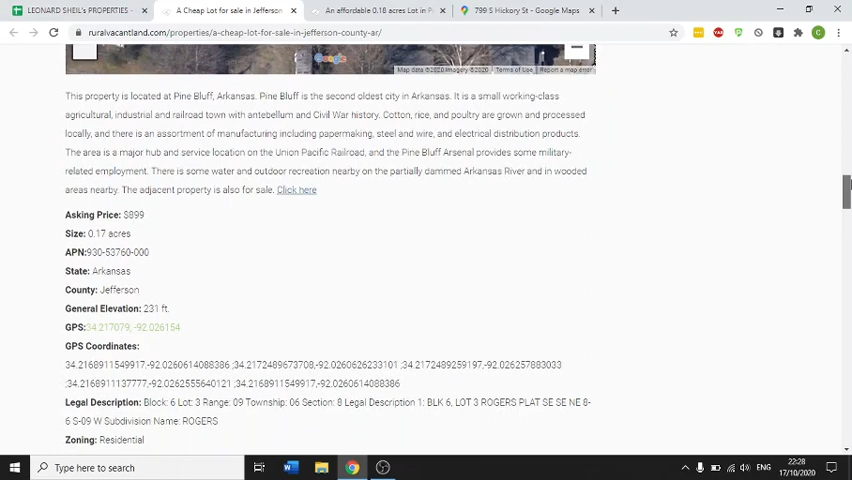 LEONARD SHEIL's PROPERTIES -
A Cheap Lot for sale in Jefferson
An affordable 0.18 acres Lot in P
799 S Hickory St - Google Maps
ruralvacantland.com/properties/a-cheap-lot-for-sale-in-jefferson-county-ar/
Google
Map data ©2020 Imagery ©2020 Terms of Use Report a map error
This property is located at Pine Bluff, Arkansas. Pine Bluff is the second oldest city in Arkansas. It is a small working-class
agricultural, industrial and railroad town with antebellum and Civil War history. Cotton, rice, and poultry are grown and processed
locally, and there is an assortment of manufacturing including papermaking, steel and wire, and electrical distribution products.
The area is a major hub and service location on the Union Pacific Railroad, and the Pine Bluff Arsenal provides some military-
related employment. There is some water and outdoor recreation nearby on the partially dammed Arkansas River and in wooded
areas nearby. The adjacent property is also for sale. Click here
Asking Price: $899
Size: 0.17 acres
APN:930-53760-000
State: Arkansas
County: Jefferson
General Elevation: 231 ft.
GPS:34.217079, -92.026154
GPS Coordinates:
34.2168911549917,-92.0260614088386 ;34.2172489673708,-92.0260626233101 ;34.2172489259197,-92.026257883033
;34.2168911137777,-92.0262555640121 ;34.2168911549917,-92.0260614088386
Legal Description: Block: 6 Lot: 3 Range: 09 Township: 06 Section: 8 Legal Description 1: BLK 6, LOT 3 ROGERS PLAT SE SE NE 8-
6 S-09 W Subdivision Name: ROGERS
Zoning: Residential
Type here to search
ENG
22:28
17/10/2020